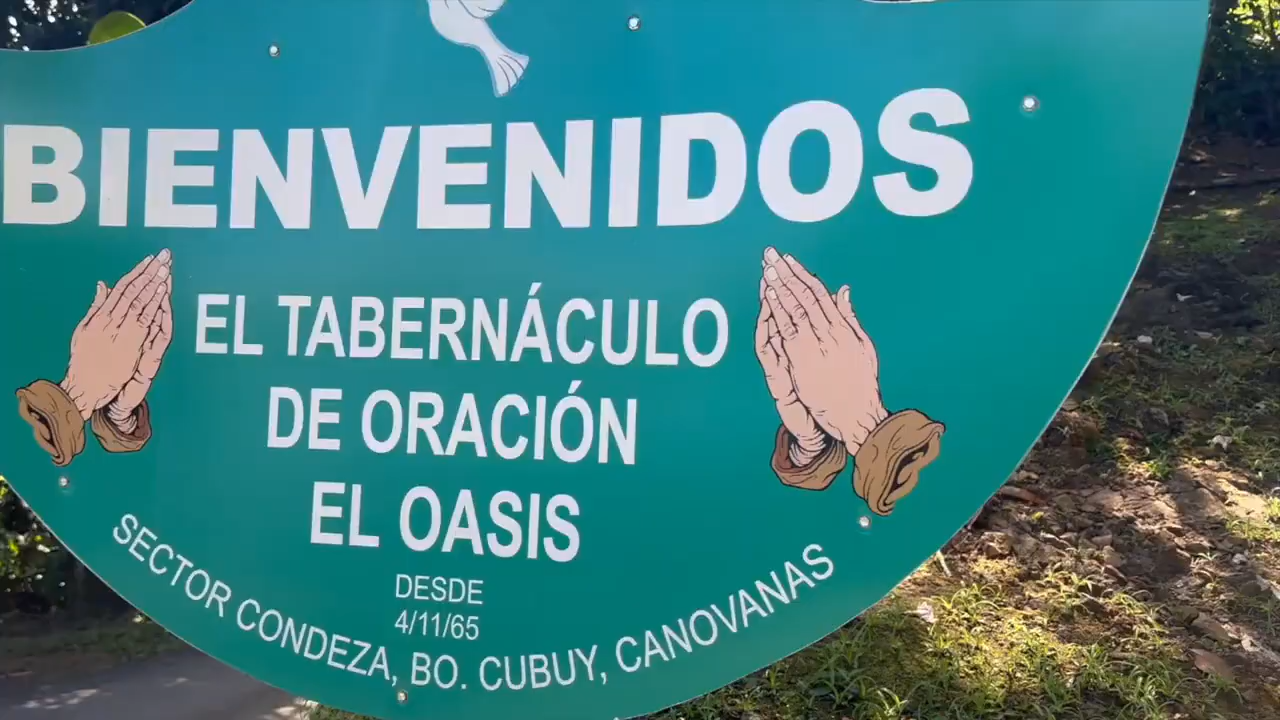 BIENVENIDOS
EL TABERNÁCULO
DE ORACIÓN
EL OASIS
DESDE
4/11/65
SECTOR CONDEZA, BO. CUBUY, CANOVANAS